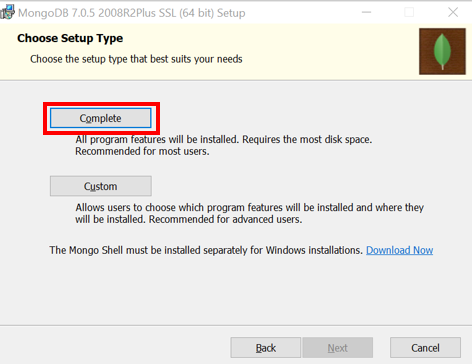 MongoDB 7.0.5 2008R2Plus SSL (64 bit) Setup
Choose Setup Type
Choose the setup type that best suits your needs
Complete
All program features will be installed. Requires the most disk space.
Recommended for most users.
Custom
Allows users to choose which program features will be installed and where they
will be installed. Recommended for advanced users.
The Mongo Shell must be installed separately for Windows installations. Download Now
Back Next Cancel